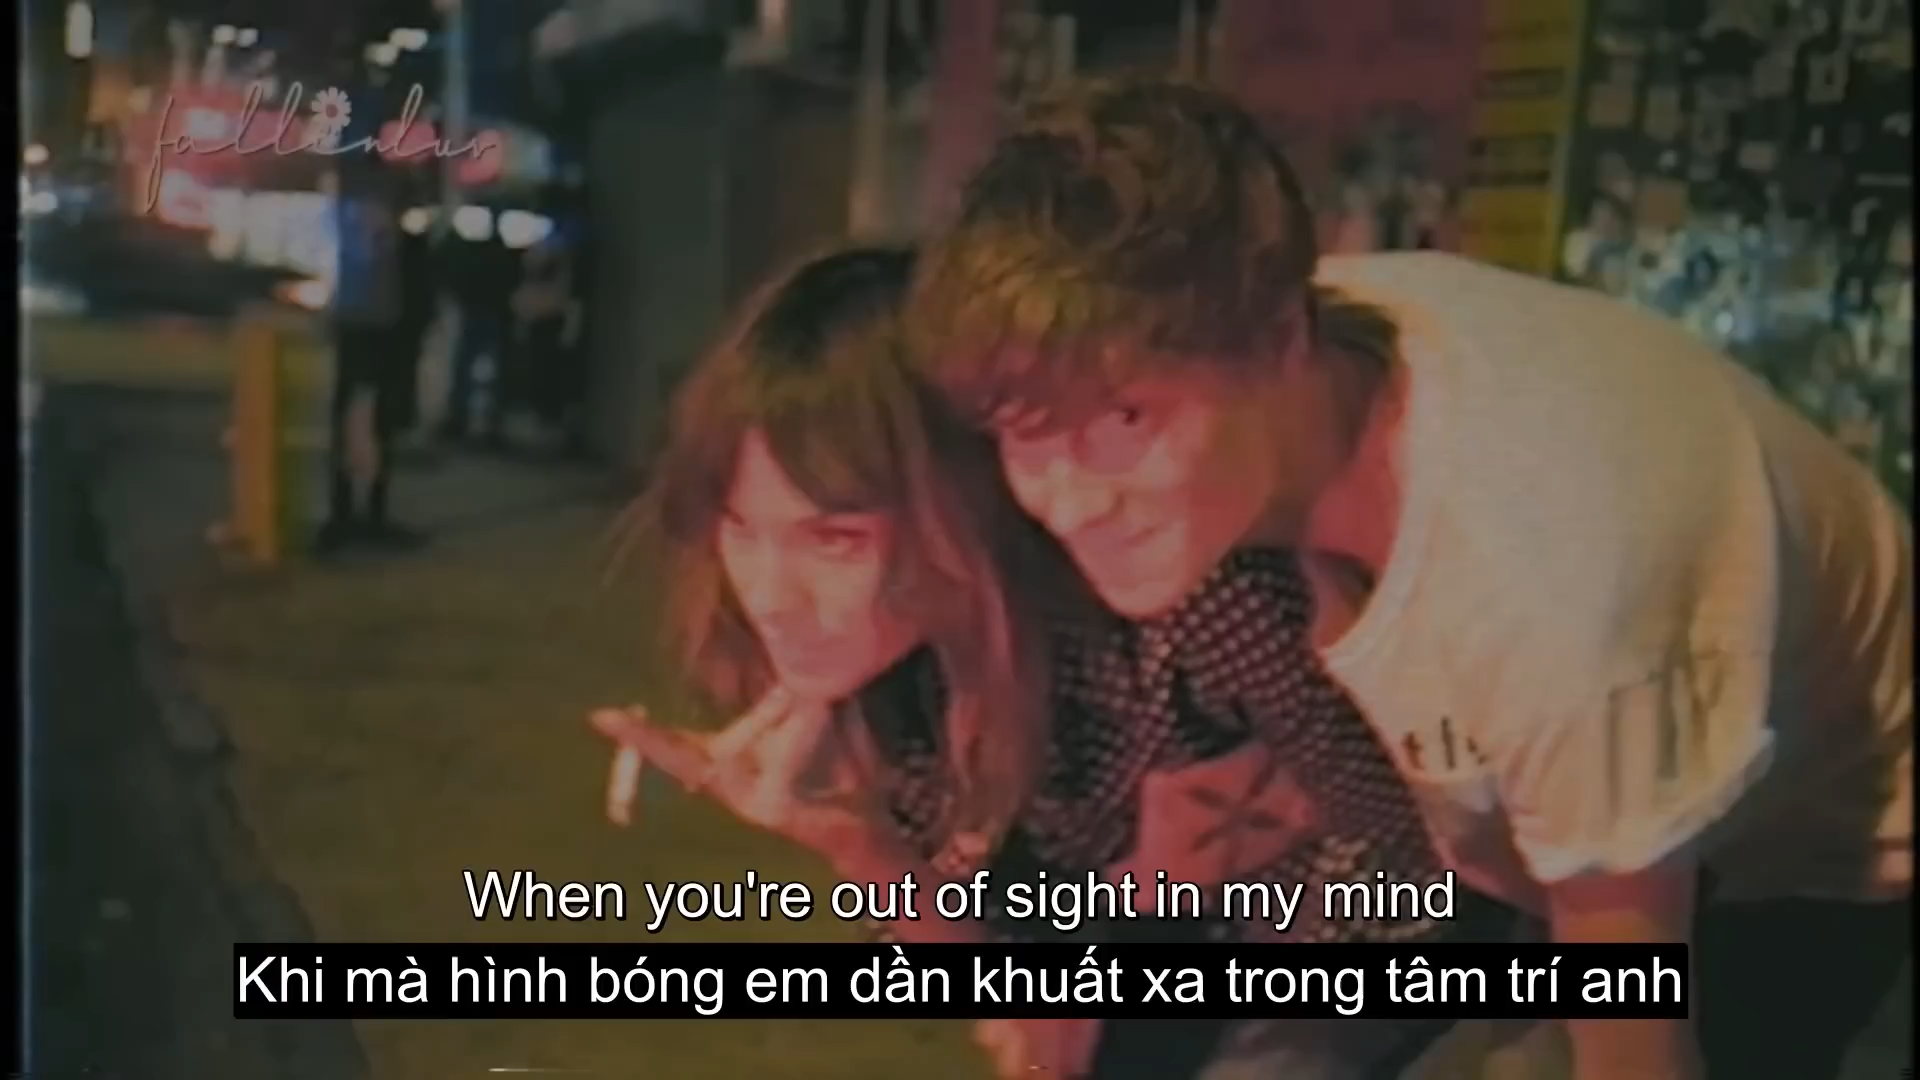 fallenluv
When you're out of sight in my mind
Khi mà hình bóng em dần khuất xa trong tâm trí anh